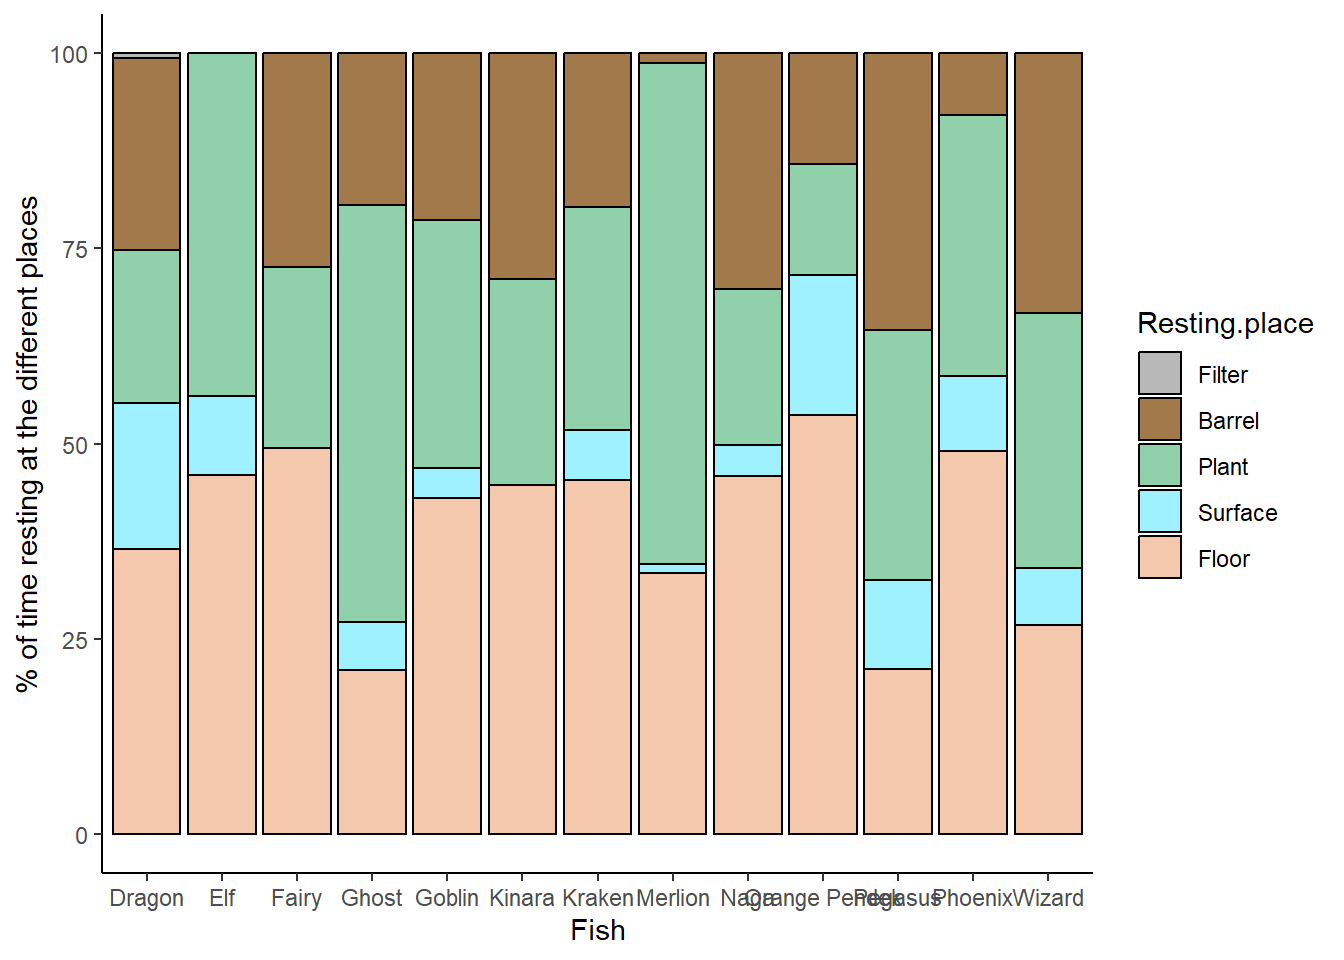 % of time resting at the different places
100
75
50
25
0
Dragon Elf Fairy Ghost Goblin Kinara Kraken Merlion Naga Orange Pegasus Phoenix Wizard
Fish
Resting.place
Filter
Barrel
Plant
Surface
Floor